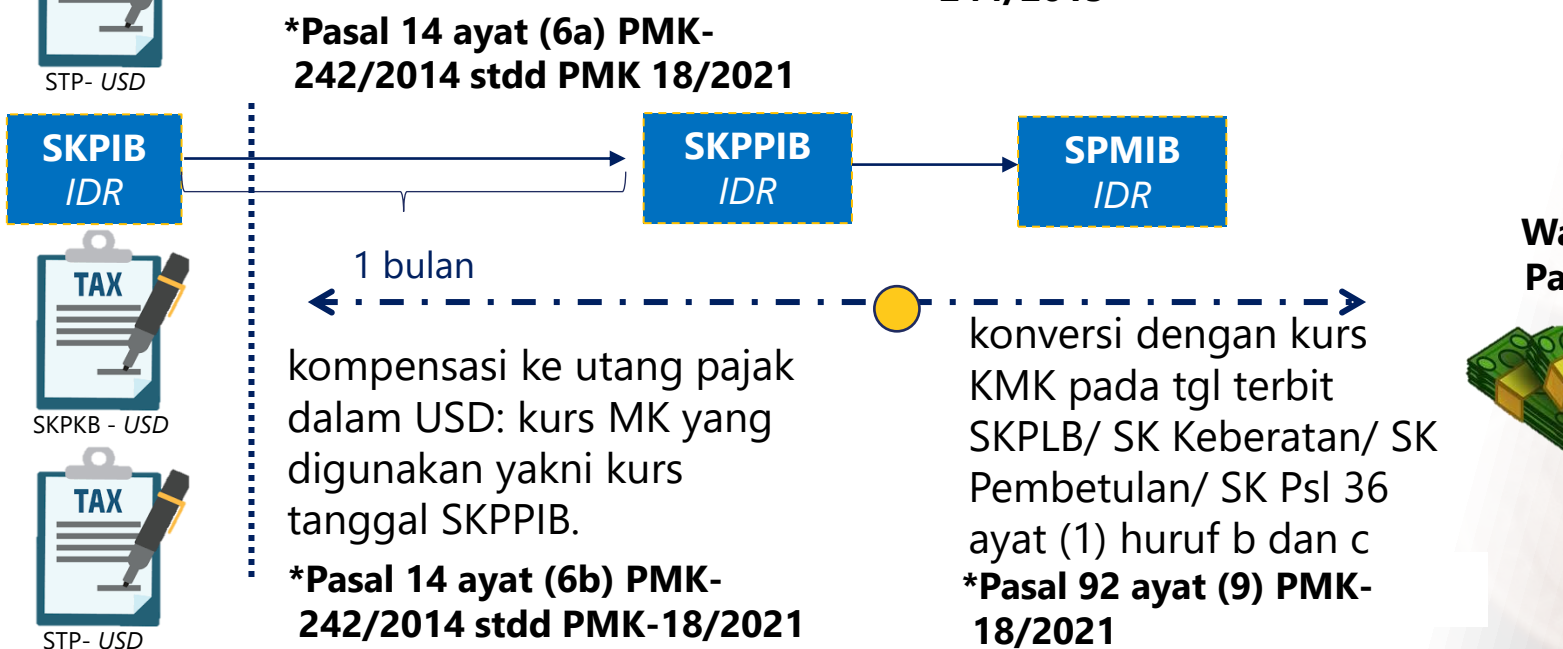 *Pasal 14 ayat (6a) PMK-
242/2014 stdd PMK 18/2021
STP- USD
SKPIB
IDR
SKPPIB
IDR
SPMIB
IDR
1 bulan
TAX
SKPKB - USD
TAX
STP- USD
kompensasi ke utang pajak
dalam USD: kurs MK yang
digunakan yakni kurs
tanggal SKPPIB.
*Pasal 14 ayat (6b) PMK-
242/2014 stdd PMK-18/2021
konversi dengan kurs
KMK pada tgl terbit
SKPLB/ SK Keberatan/ SK
Pembetulan/ SK Psl 36
ayat (1) huruf b dan c
*Pasal 92 ayat (9) PMK-
18/2021